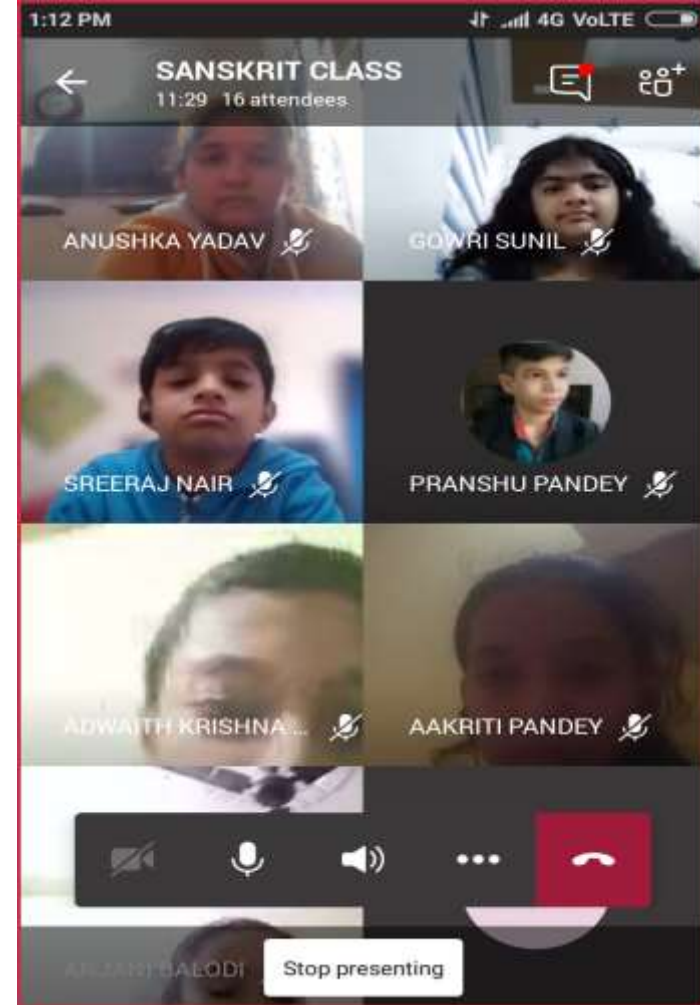 1:12 PM 4G VoLTE
SANSKRIT CLASS
11:29 16 attendees
ANUSHKA YADAV GOWRI SUNIL
SREERAJ NAIR PRANSHU PANDEY
ADWAITH KRISHNA ... AAKRITI PANDEY
BALODI
Stop presenting